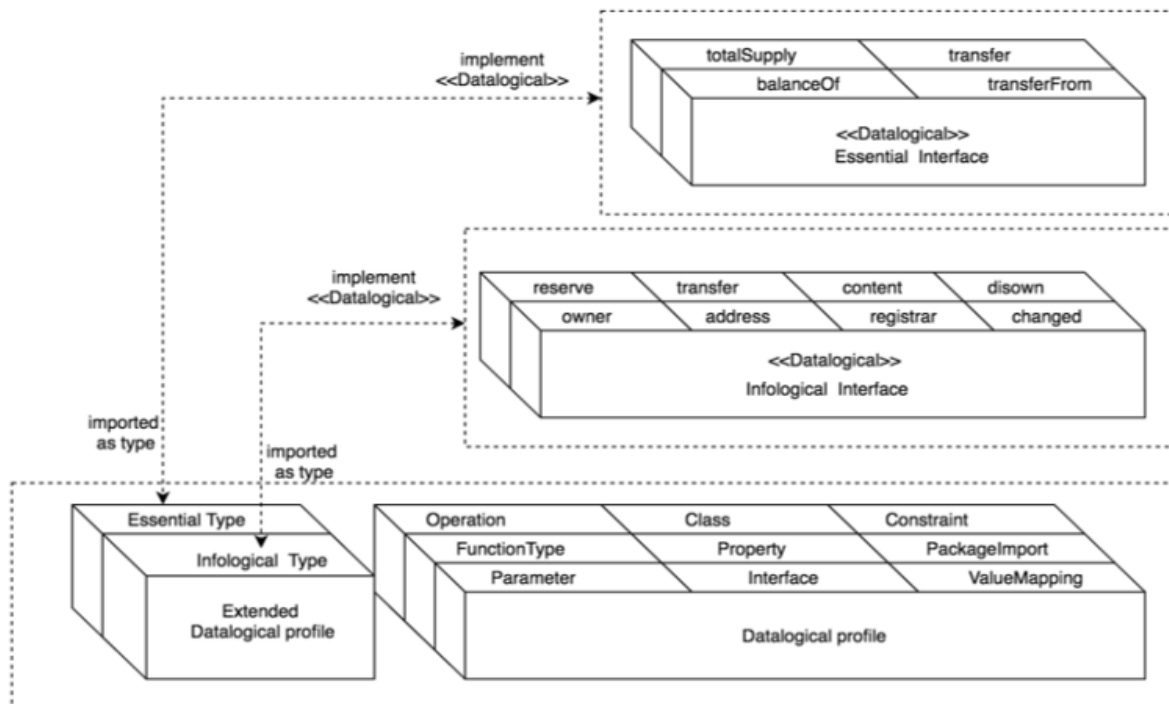 implement
<<Datalogical>>
totalSupply transfer
balanceOf transferFrom
<<Datalogical>>
Essential Interface
implement
<<Datalogical>>
reserve transfer content disown
owner address registrar changed
<<Datalogical>>
Infological Interface
imported
as type
imported
as type
Essential Type
Infological Type
Extended
Datalogical profile
Operation Class Constraint
FunctionType Property PackageImport
Parameter Interface ValueMapping
Datalogical profile